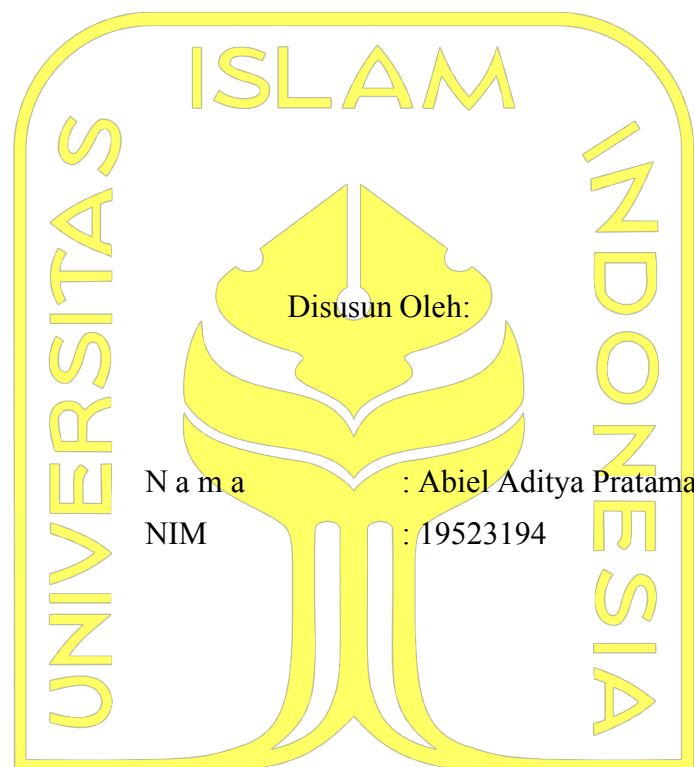 ISLAM
UNIVERSITAS
INDONESIA
Disusun Oleh:
N a m a : Abiel Aditya Pratama
NIM : 19523194